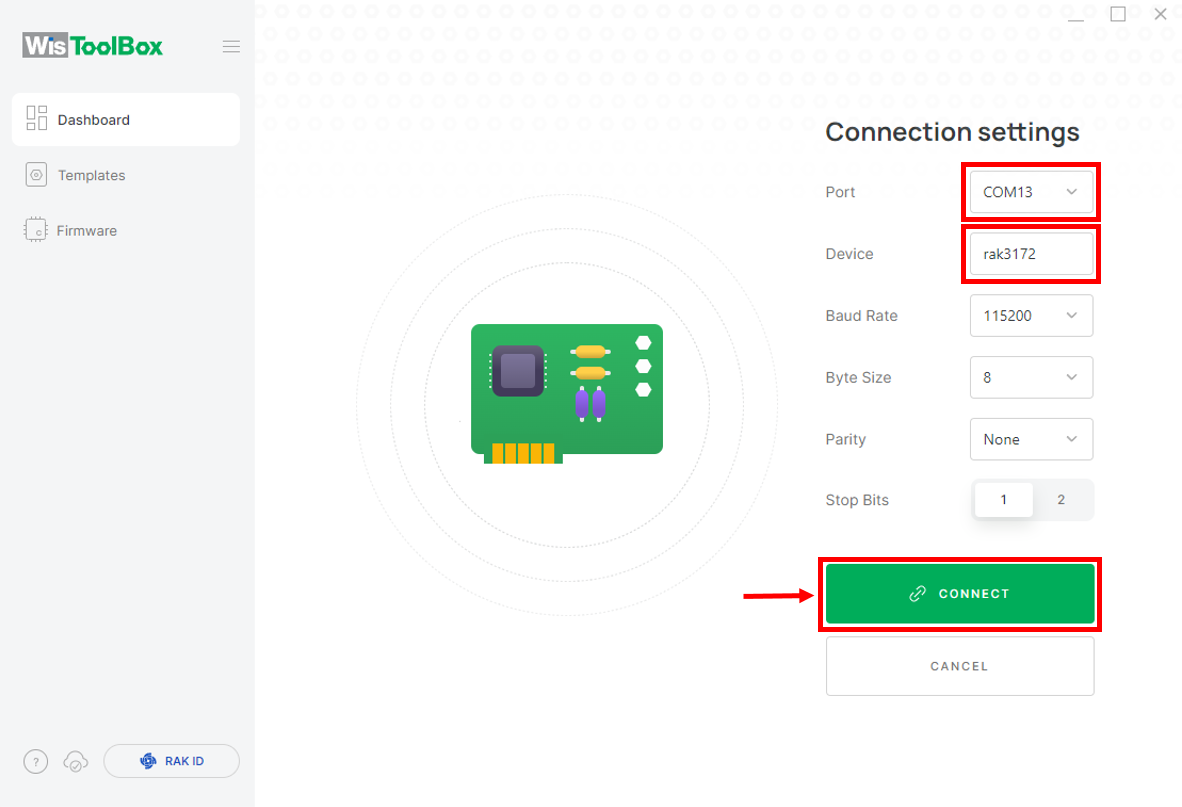 WisToolBox
Dashboard
Templates
Firmware
Connection settings
Port COM13
Device rak3172
Baud Rate 115200
Byte Size 8
Parity None
Stop Bits 1 2
CONNECT
CANCEL
? RAK ID